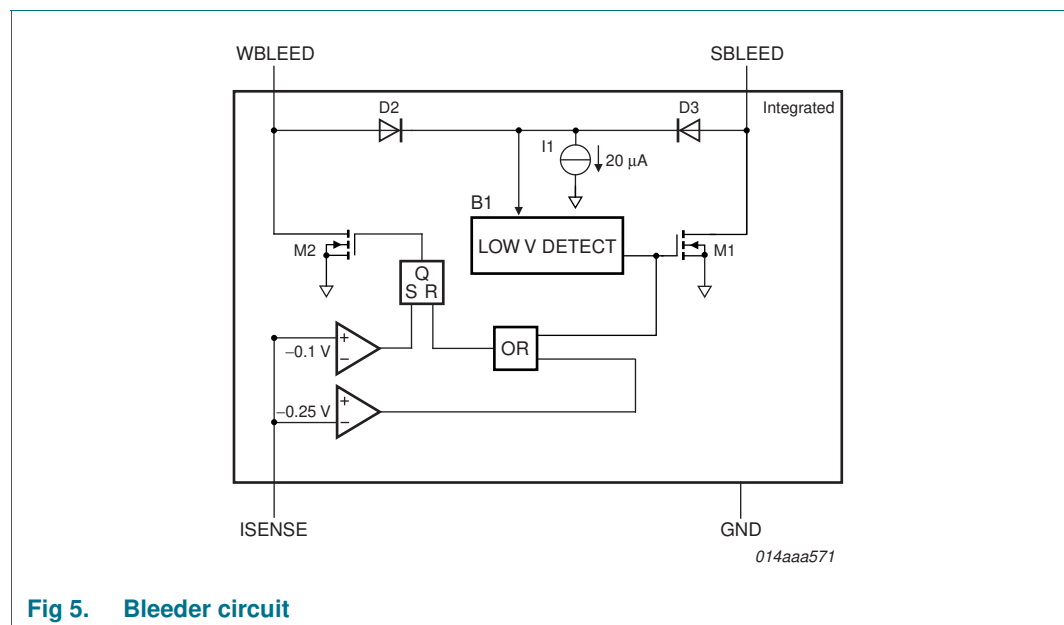 WBLEED SBLEED
D2 D3 Integrated
I1 20 μA
B1
LOW V DETECT
M2 M1
Q
S R
+
−0.1 V −
OR
+
−0.25 V −
ISENSE GND
014aaa571
Fig 5. Bleeder circuit